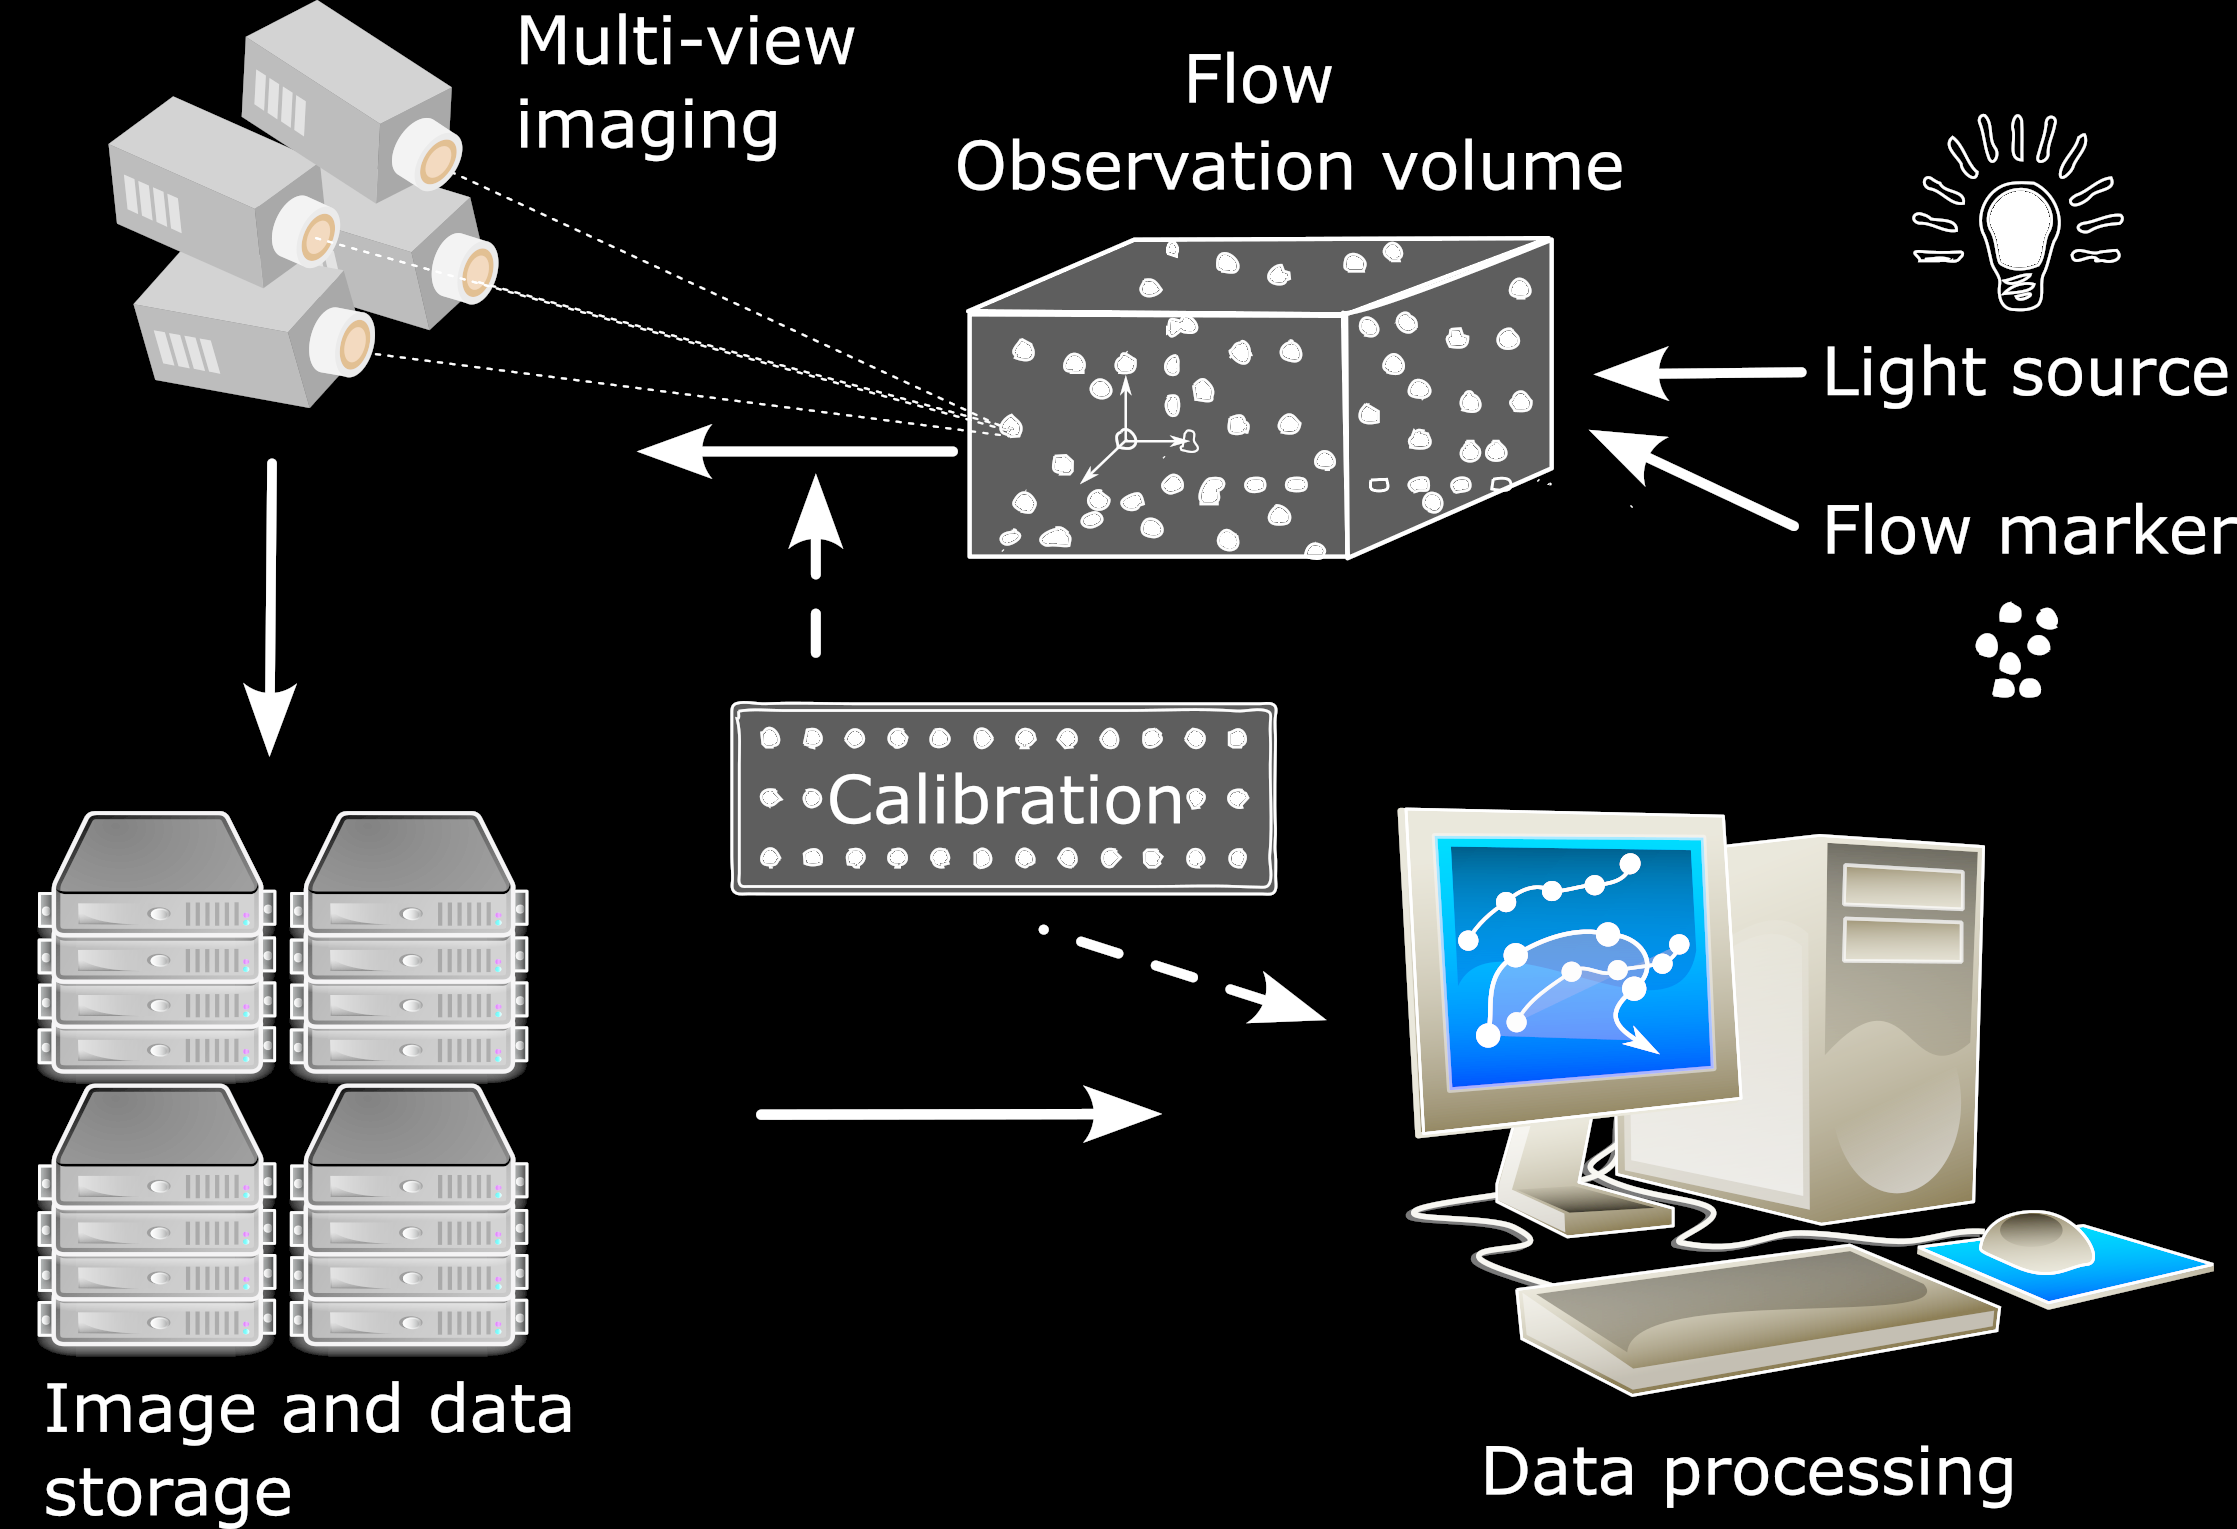 Multi-view
imaging
Flow
Observation volume
Light source
Flow marker
Calibration
Image and data
storage
Data processing